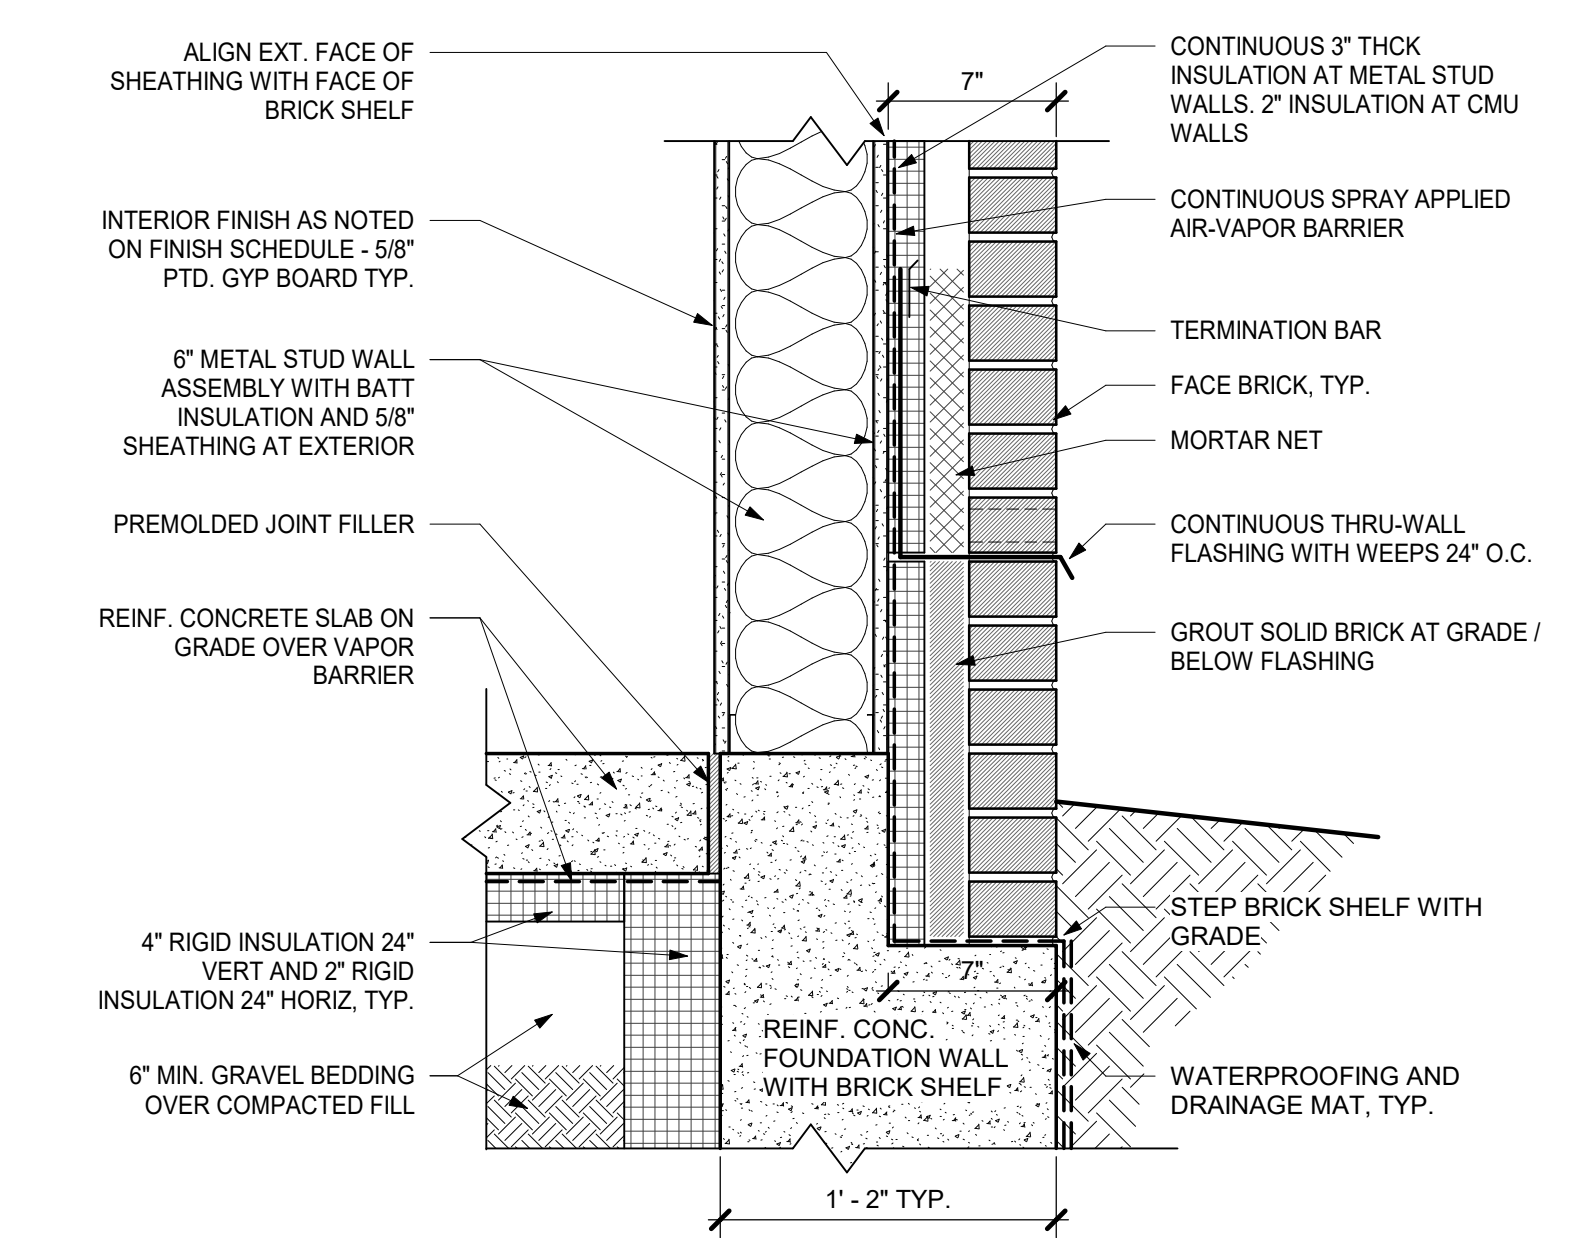 ALIGN EXT. FACE OF
SHEATHING WITH FACE OF
BRICK SHELF
INTERIOR FINISH AS NOTED
ON FINISH SCHEDULE - 5/8"
PTD. GYP BOARD TYP.
6" METAL STUD WALL
ASSEMBLY WITH BATT
INSULATION AND 5/8"
SHEATHING AT EXTERIOR
PREMOLDED JOINT FILLER
REINF. CONCRETE SLAB ON
GRADE OVER VAPOR
BARRIER
4" RIGID INSULATION 24"
VERT AND 2" RIGID
INSULATION 24" HORIZ, TYP.
6" MIN. GRAVEL BEDDING
OVER COMPACTED FILL
7"
7"
REINF. CONC.
FOUNDATION WALL
WITH BRICK SHELF
1' - 2" TYP.
CONTINUOUS 3" THCK
INSULATION AT METAL STUD
WALLS. 2" INSULATION AT CMU
WALLS
CONTINUOUS SPRAY APPLIED
AIR-VAPOR BARRIER
TERMINATION BAR
FACE BRICK, TYP.
MORTAR NET
CONTINUOUS THRU-WALL
FLASHING WITH WEEPS 24" O.C.
GROUT SOLID BRICK AT GRADE /
BELOW FLASHING
STEP BRICK SHELF WITH
GRADE
WATERPROOFING AND
DRAINAGE MAT, TYP.